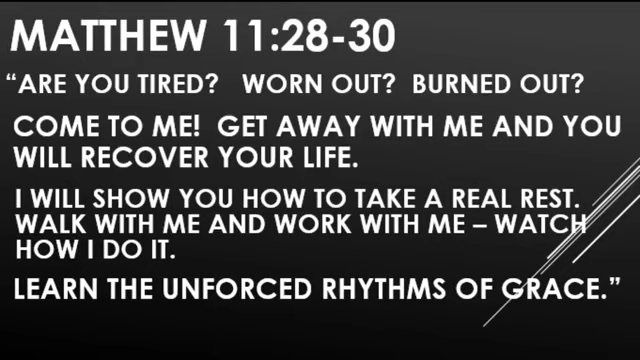 MATTHEW 11:28-30
“ARE YOU TIRED? WORN OUT? BURNED OUT?
COME TO ME! GET AWAY WITH ME AND YOU
WILL RECOVER YOUR LIFE.
I WILL SHOW YOU HOW TO TAKE A REAL REST.
WALK WITH ME AND WORK WITH ME – WATCH
HOW I DO IT.
LEARN THE UNFORCED RHYTHMS OF GRACE.”